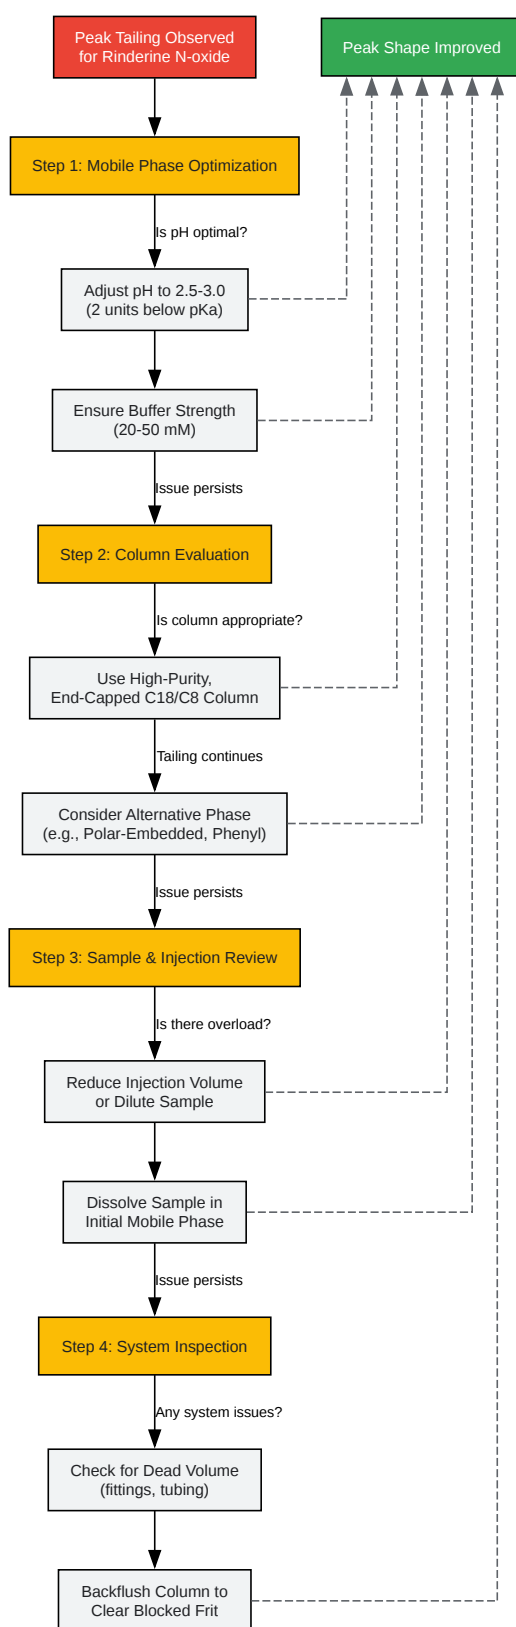 Peak Tailing Observed
for Rinderine N-oxide
Peak Shape Improved
Step 1: Mobile Phase Optimization
Is pH optimal?
Adjust pH to 2.5-3.0
(2 units below pKa)
Ensure Buffer Strength
(20-50 mM)
Issue persists
Step 2: Column Evaluation
Is column appropriate?
Use High-Purity,
End-Capped C18/C8 Column
Tailing continues
Consider Alternative Phase
(e.g., Polar-Embedded, Phenyl)
Issue persists
Step 3: Sample & Injection Review
Is there overload?
Reduce Injection Volume
or Dilute Sample
Dissolve Sample in
Initial Mobile Phase
Issue persists
Step 4: System Inspection
Any system issues?
Check for Dead Volume
(fittings, tubing)
Backflush Column to
Clear Blocked Frit